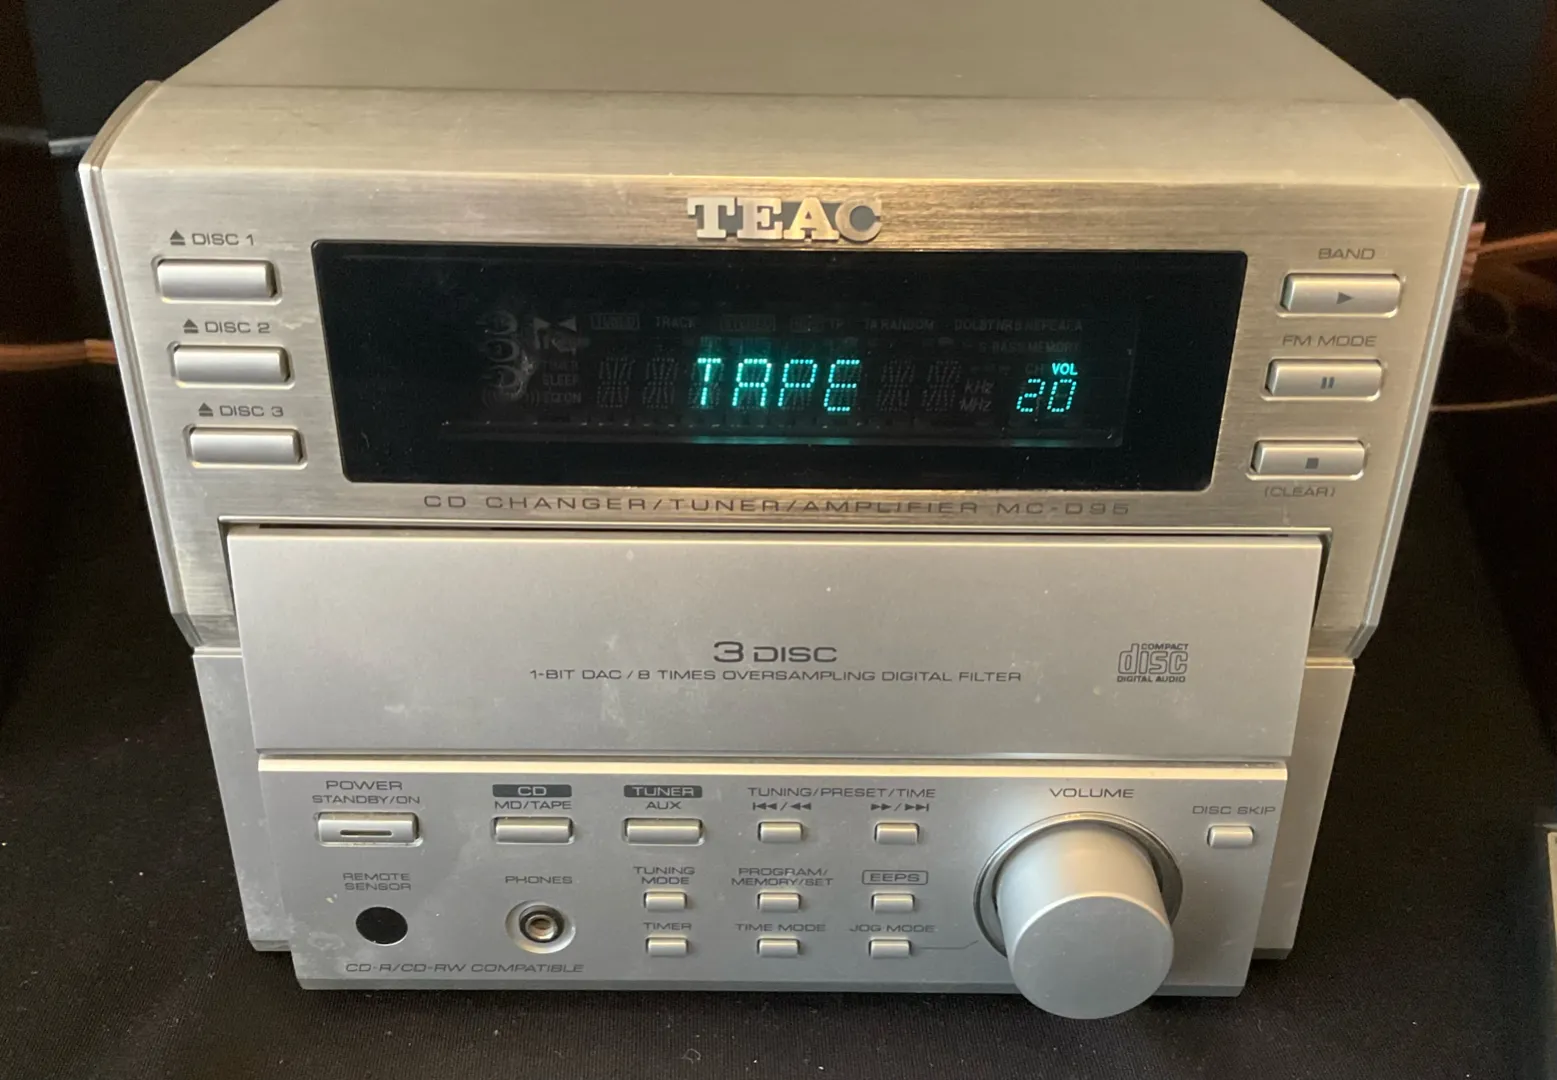 TEAC
DISC 1
DISC 2
DISC 3
BAND
FM MODE
(CLEAR)
TRACK
RANDOM
SLEEP
kHz
MHz
TAPE
VOL
20
CD CHANGER/TUNER/AMPLIFIER MC-D95
3 DISC
1-BIT DAC / 8 TIMES OVERSAMPLING DIGITAL FILTER
COMPACT
disc
DIGITAL AUDIO
POWER
STANDBY/ON
CD
MD/TAPE
TUNER
AUX
TUNING/PRESET/TIME
VOLUME
DISC SKIP
REMOTE
SENSOR
PHONES
TUNING
MODE
PROGRAM/
MEMORY/SET
EEPS
TIMER
TIME MODE
JOG MODE
CD-R/CD-RW COMPATIBLE